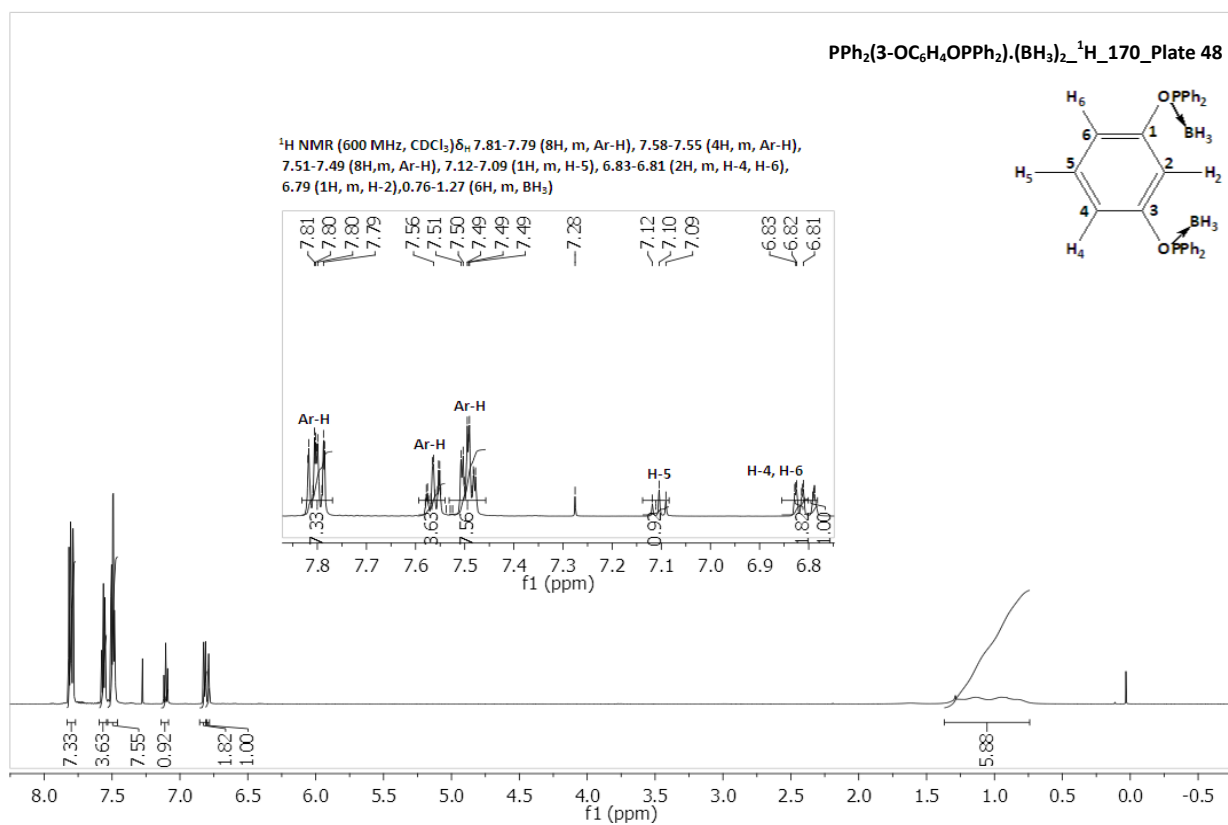 PPh₂(3-OC₆H₄OPPh₂).(BH₃)₂_¹H_170_Plate 48
H₆
OPPh₂
6
1
BH₃
5
2
H₅
H₂
4
3
BH₃
H₄
OPPh₂
¹H NMR (600 MHz, CDCl₃)δ_H 7.81-7.79 (8H, m, Ar-H), 7.58-7.55 (4H, m, Ar-H),
7.51-7.49 (8H,m, Ar-H), 7.12-7.09 (1H, m, H-5), 6.83-6.81 (2H, m, H-4, H-6),
6.79 (1H, m, H-2),0.76-1.27 (6H, m, BH₃)
7.81 7.80 7.80 7.79 7.56 7.51 7.50 7.49 7.49 7.49 7.28 7.12 7.10 7.09 6.83 6.82 6.81
Ar-H Ar-H Ar-H H-5 H-4, H-6
7.33 3.63 7.56 0.92 1.82 1.00
7.8 7.7 7.6 7.5 7.4 7.3 7.2 7.1 7.0 6.9 6.8
f1 (ppm)
7.33 3.63 7.55 0.92 1.82 1.00 5.88
8.0 7.5 7.0 6.5 6.0 5.5 5.0 4.5 4.0 3.5 3.0 2.5 2.0 1.5 1.0 0.5 0.0 -0.5
f1 (ppm)